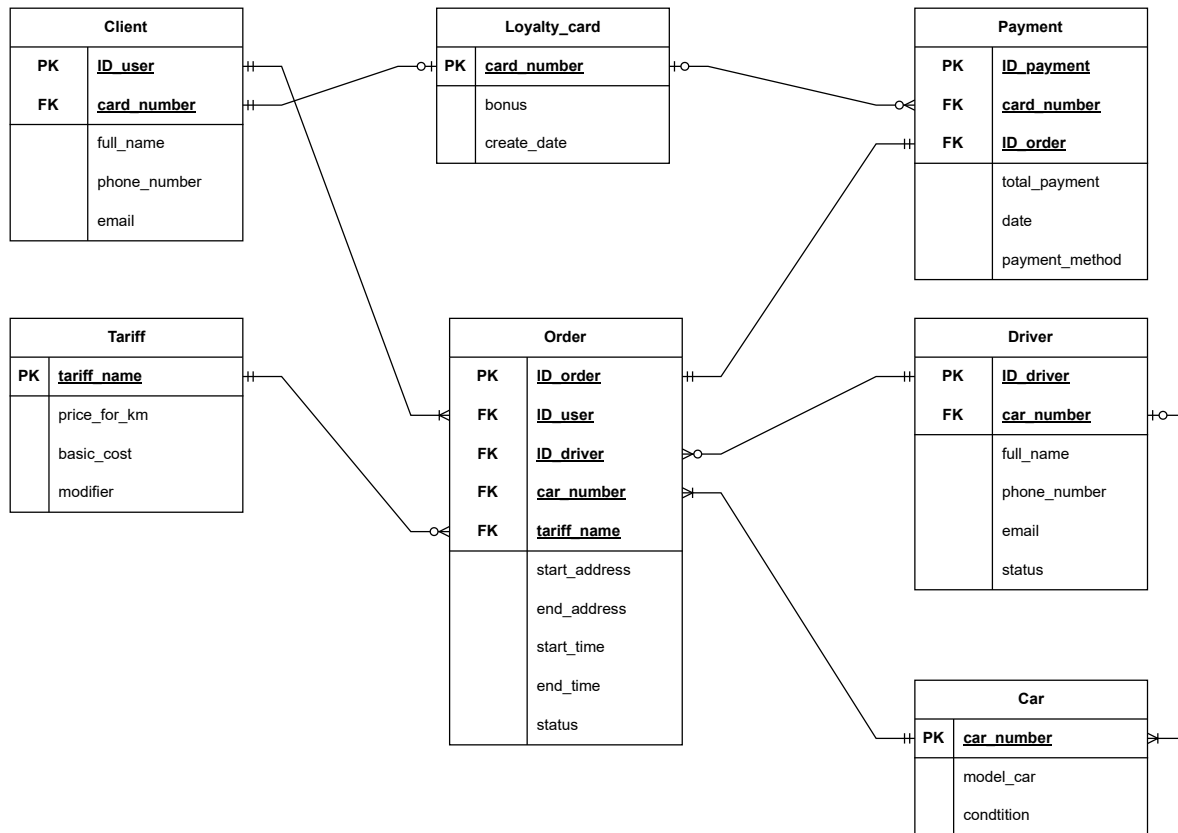 Client
PK ID_user
FK card_number
full_name
phone_number
email
Loyalty_card
PK card_number
bonus
create_date
Payment
PK ID_payment
FK card_number
FK ID_order
total_payment
date
payment_method
Tariff
PK tariff_name
price_for_km
basic_cost
modifier
Order
PK ID_order
FK ID_user
FK ID_driver
FK car_number
FK tariff_name
start_address
end_address
start_time
end_time
status
Driver
PK ID_driver
FK car_number
full_name
phone_number
email
status
Car
PK car_number
model_car
condtition